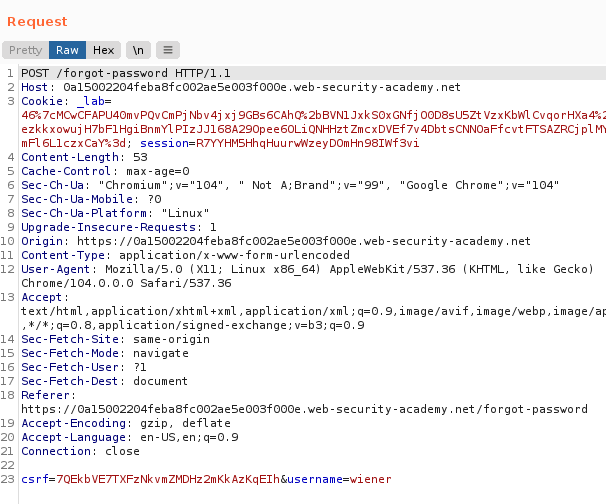 Request
Pretty Raw Hex \n
1 POST /forgot-password HTTP/1.1
2 Host: 0a15002204feba8fc002ae5e003f000e.web-security-academy.net
3 Cookie: _lab=
46%7cMCwCFAPU40mvPQvCmPjNbv4jxj9GBs6CAhQ%2bBVN1JxkS0xGNfjO0D8sU5ZtVzxKbWlCvqorHXa4%2
ezkkxowujH7bF1HgiBnmYlPIzJJ168A29Opee6OLiQNHHztZmcxDVEf7v4DbtsCNNOaFfcvtFTSAZRCjplMY
mFl6L1czxCaY%3d; session=R7YYHM5HhqHuurwWzeyDOmHn98IWf3vi
4 Content-Length: 53
5 Cache-Control: max-age=0
6 Sec-Ch-Ua: "Chromium";v="104", " Not A;Brand";v="99", "Google Chrome";v="104"
7 Sec-Ch-Ua-Mobile: ?0
8 Sec-Ch-Ua-Platform: "Linux"
9 Upgrade-Insecure-Requests: 1
10 Origin: https://0a15002204feba8fc002ae5e003f000e.web-security-academy.net
11 Content-Type: application/x-www-form-urlencoded
12 User-Agent: Mozilla/5.0 (X11; Linux x86_64) AppleWebKit/537.36 (KHTML, like Gecko)
Chrome/104.0.0.0 Safari/537.36
13 Accept:
text/html,application/xhtml+xml,application/xml;q=0.9,image/avif,image/webp,image/ap
,*/*;q=0.8,application/signed-exchange;v=b3;q=0.9
14 Sec-Fetch-Site: same-origin
15 Sec-Fetch-Mode: navigate
16 Sec-Fetch-User: ?1
17 Sec-Fetch-Dest: document
18 Referer:
https://0a15002204feba8fc002ae5e003f000e.web-security-academy.net/forgot-password
19 Accept-Encoding: gzip, deflate
20 Accept-Language: en-US,en;q=0.9
21 Connection: close
22
23 csrf=7QEkbVE7TXFzNkvmZMDHz2mKkAzKqEIh&username=wiener